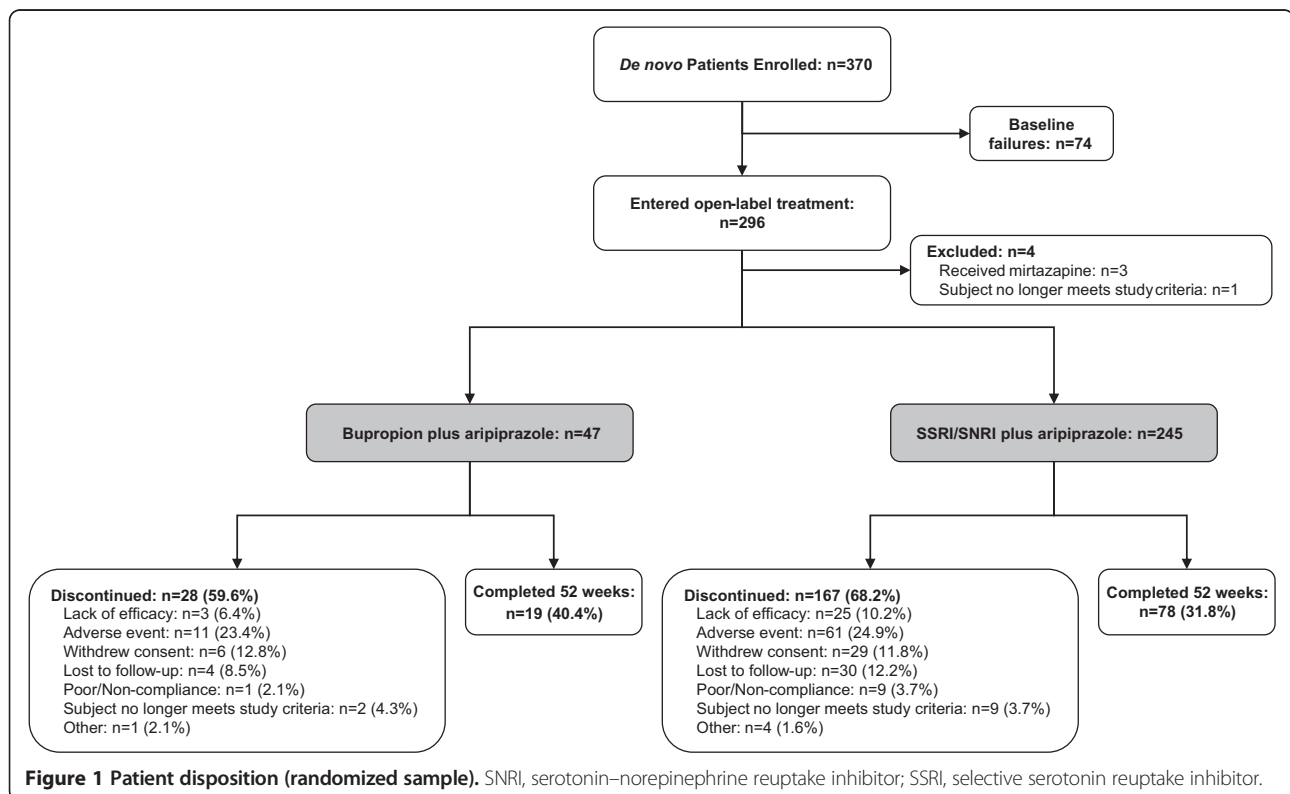 De novo Patients Enrolled: n=370
Baseline
failures: n=74
Entered open-label treatment:
n=296
Excluded: n=4
Received mirtazapine: n=3
Subject no longer meets study criteria: n=1
Bupropion plus aripiprazole: n=47
SSRI/SNRI plus aripiprazole: n=245
Discontinued: n=28 (59.6%)
Lack of efficacy: n=3 (6.4%)
Adverse event: n=11 (23.4%)
Withdrew consent: n=6 (12.8%)
Lost to follow-up: n=4 (8.5%)
Poor/Non-compliance: n=1 (2.1%)
Subject no longer meets study criteria: n=2 (4.3%)
Other: n=1 (2.1%)
Completed 52 weeks:
n=19 (40.4%)
Discontinued: n=167 (68.2%)
Lack of efficacy: n=25 (10.2%)
Adverse event: n=61 (24.9%)
Withdrew consent: n=29 (11.8%)
Lost to follow-up: n=30 (12.2%)
Poor/Non-compliance: n=9 (3.7%)
Subject no longer meets study criteria: n=9 (3.7%)
Other: n=4 (1.6%)
Completed 52 weeks:
n=78 (31.8%)
Figure 1 Patient disposition (randomized sample). SNRI, serotonin–norepinephrine reuptake inhibitor; SSRI, selective serotonin reuptake inhibitor.